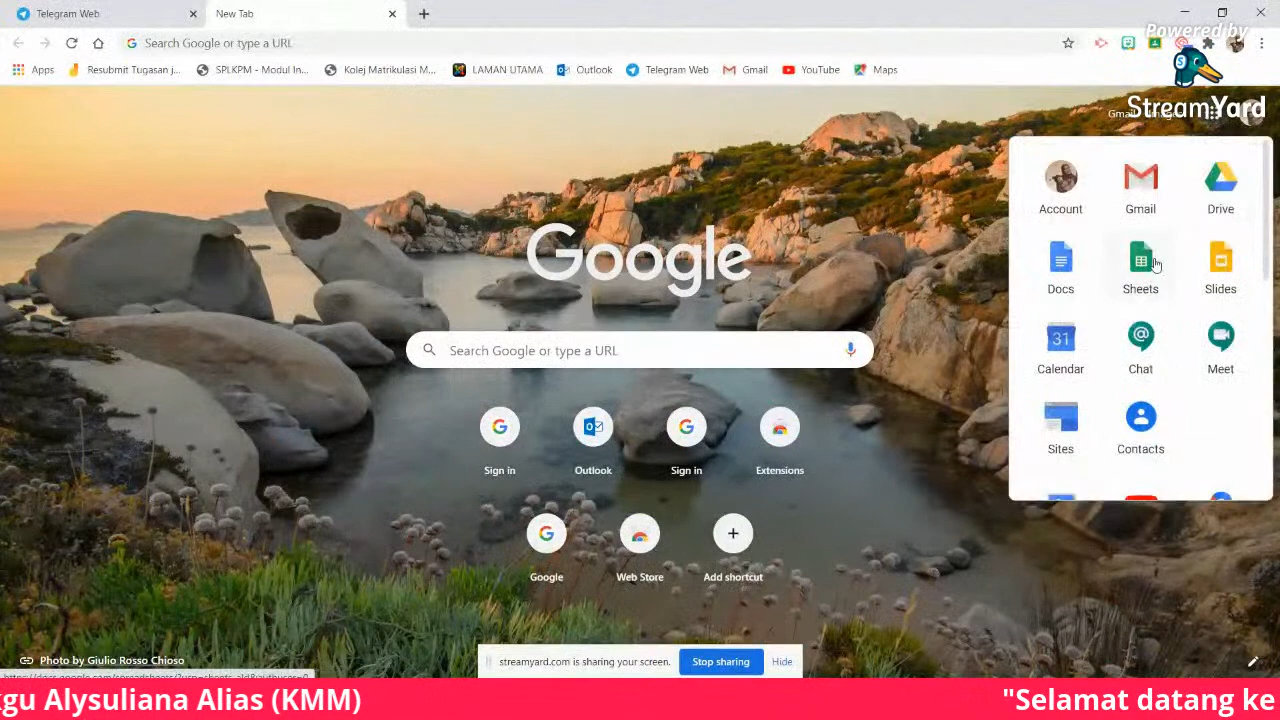 Telegram Web
New Tab
Search Google or type a URL
Powered by
Apps
Resubmit Tugasan j...
SPLKPM - Modul In...
Kolej Matrikulasi M...
LAMAN UTAMA
Outlook
Telegram Web
Gmail
YouTube
Maps
StreamYard
Account
Gmail
Drive
Docs
Sheets
Slides
Calendar
31
Chat
Meet
Sites
Contacts
Google
Search Google or type a URL
Sign in
Outlook
Sign in
Extensions
Google
Web Store
Add shortcut
Photo by Giulio Rosso Chioso
streamyard.com is sharing your screen.
Stop sharing
Hide
kgu Alysuliana Alias (KMM)
"Selamat datang ke